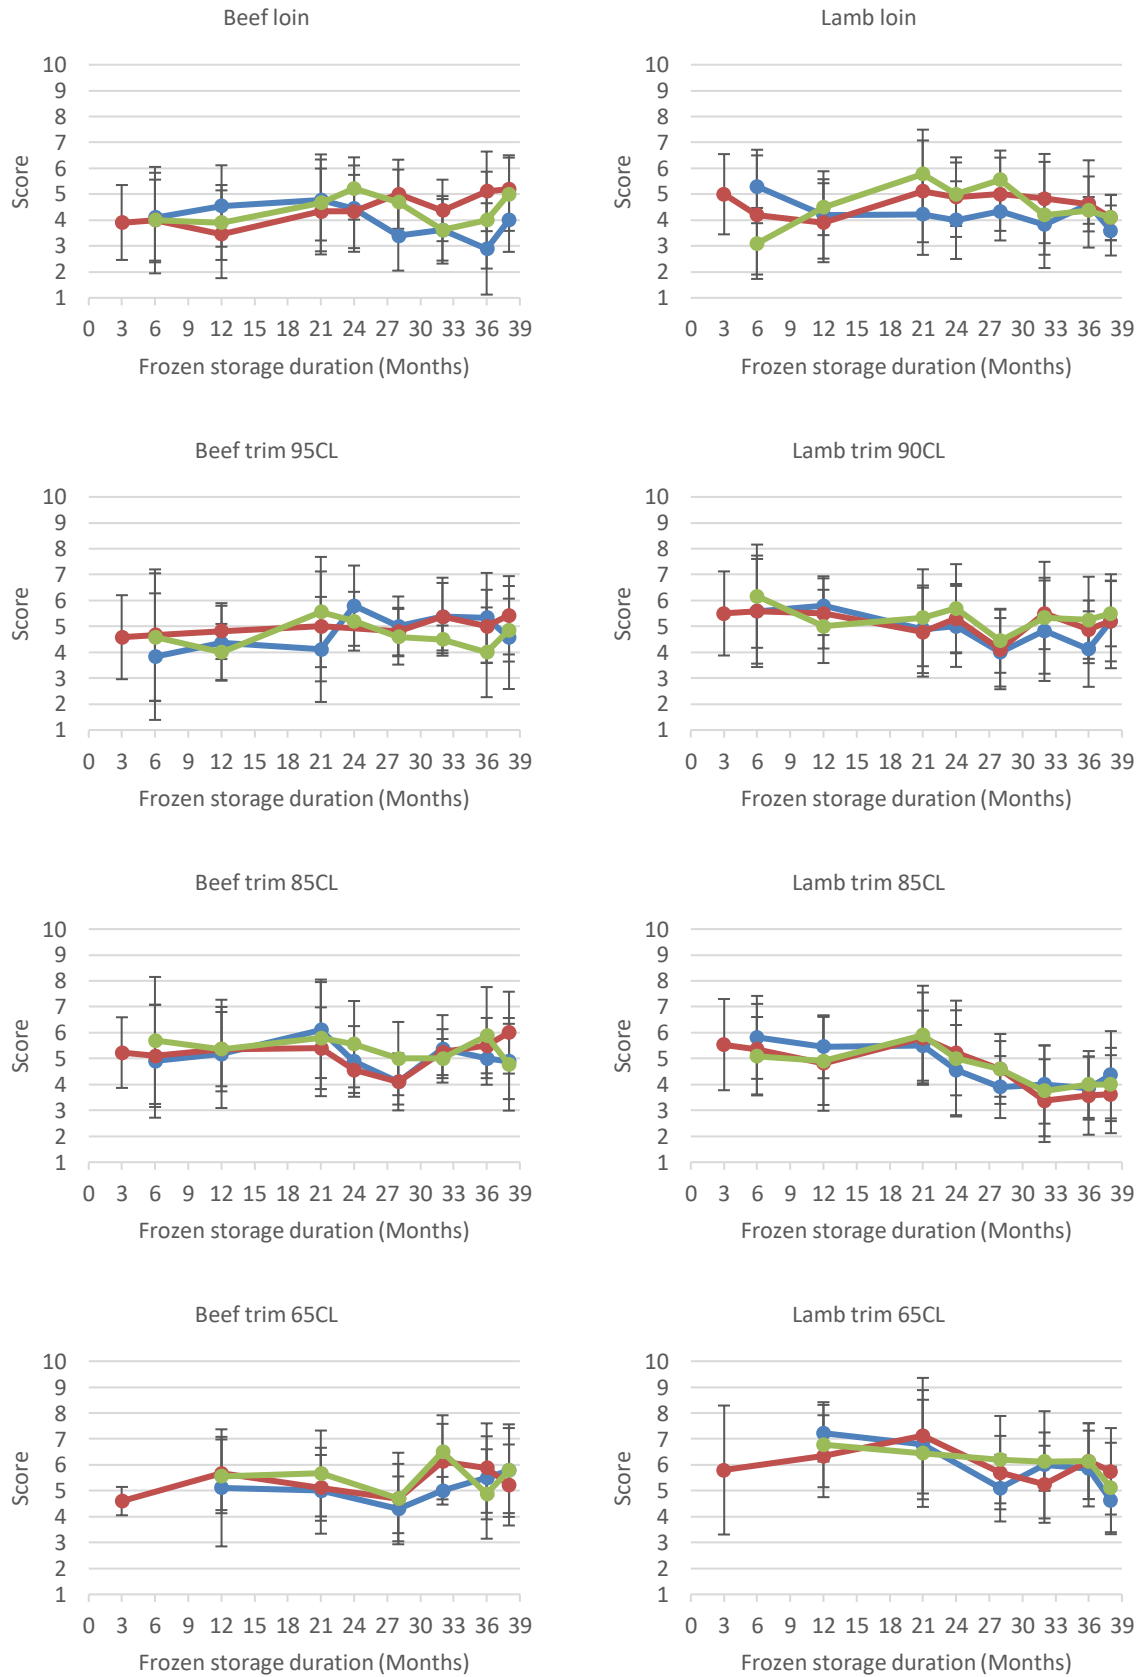 Beef loin
10
9
8
7
6
5
4
3
2
1
Score
0 3 6 9 12 15 18 21 24 27 30 33 36 39
Frozen storage duration (Months)
Lamb loin
10
9
8
7
6
5
4
3
2
1
Score
0 3 6 9 12 15 18 21 24 27 30 33 36 39
Frozen storage duration (Months)
Beef trim 95CL
10
9
8
7
6
5
4
3
2
1
Score
0 3 6 9 12 15 18 21 24 27 30 33 36 39
Frozen storage duration (Months)
Lamb trim 90CL
10
9
8
7
6
5
4
3
2
1
Score
0 3 6 9 12 15 18 21 24 27 30 33 36 39
Frozen storage duration (Months)
Beef trim 85CL
10
9
8
7
6
5
4
3
2
1
Score
0 3 6 9 12 15 18 21 24 27 30 33 36 39
Frozen storage duration (Months)
Lamb trim 85CL
10
9
8
7
6
5
4
3
2
1
Score
0 3 6 9 12 15 18 21 24 27 30 33 36 39
Frozen storage duration (Months)
Beef trim 65CL
10
9
8
7
6
5
4
3
2
1
Score
0 3 6 9 12 15 18 21 24 27 30 33 36 39
Frozen storage duration (Months)
Lamb trim 65CL
10
9
8
7
6
5
4
3
2
1
Score
0 3 6 9 12 15 18 21 24 27 30 33 36 39
Frozen storage duration (Months)